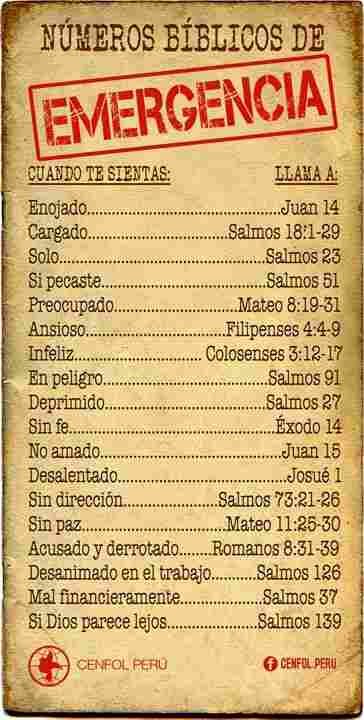 NÚMEROS BÍBLICOS DE
EMERGENCIA
CUANDO TE SIENTAS: LLAMA A:
Enojado..............................................Juan 14
Cargado................................Salmos 18:1-29
Solo................................................Salmos 23
Si pecaste......................................Salmos 51
Preocupado...........................Mateo 8:19-31
Ansioso...............................Filipenses 4:4-9
Infeliz............................. Colosenses 3:12-17
En peligro......................................Salmos 91
Deprimido......................................Salmos 27
Sin fe..............................................Éxodo 14
No amado..........................................Juan 15
Desalentado.......................................Josué 1
Sin dirección......................Salmos 73:21-26
Sin paz.................................Mateo 11:25-30
Acusado y derrotado.......Romanos 8:31-39
Desanimado en el trabajo..........Salmos 126
Mal financieramente...................Salmos 37
Si Dios parece lejos....................Salmos 139
CENFOL PERÚ
CENFOL.PERU